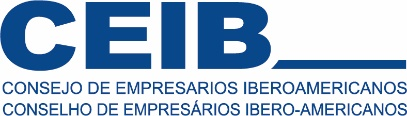 CEIB
CONSEJO DE EMPRESARIOS IBEROAMERICANOS
CONSELHO DE EMPRESÁRIOS IBERO-AMERICANOS